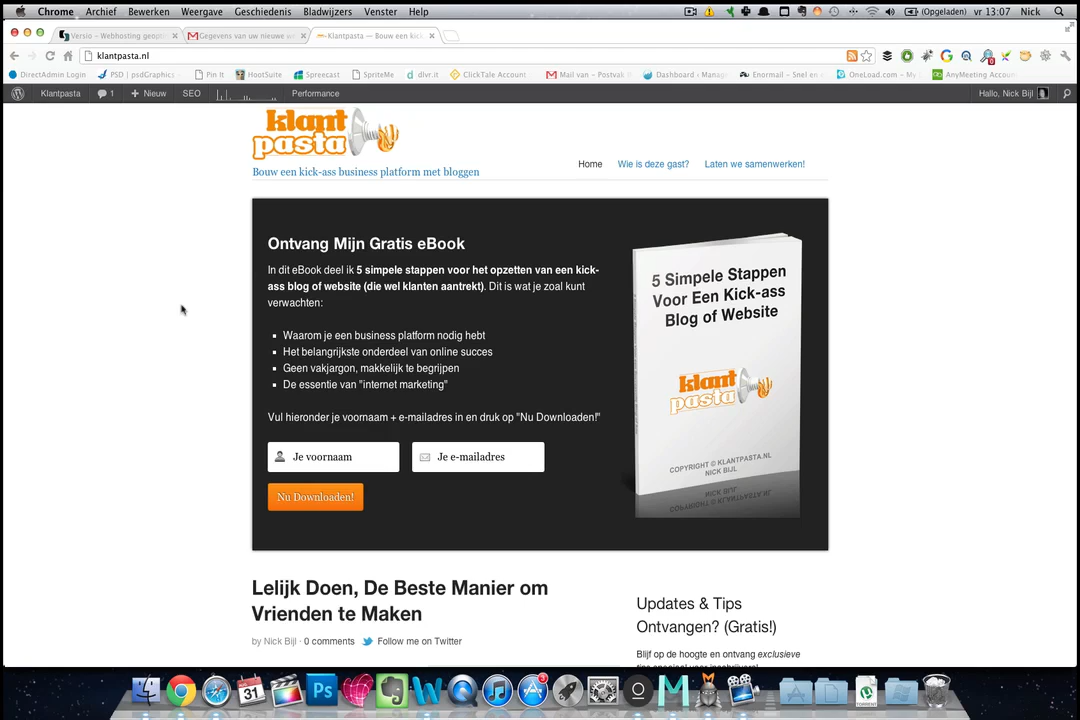 Chrome Archief Bewerken Weergave Geschiedenis Bladwijzers Venster Help (Opgeladen) vr 13:07 Nick
Versio – Webhosting geopti Gegevens van uw nieuwe w Klantpasta — Bouw een kick
klantpasta.nl
DirectAdmin Login PSD | psdGraphics Pin It HootSuite Spreecast SpriteMe dlvr.it ClickTale Account Mail van – Postvak Dashboard ‹ Manag Enormail – Snel en OneLoad.com – My AnyMeeting Accoun
Klantpasta 1 Nieuw SEO Performance Hallo, Nick Bijl
klant
pasta
Home Wie is deze gast? Laten we samenwerken!
Bouw een kick-ass business platform met bloggen
Ontvang Mijn Gratis eBook
In dit eBook deel ik 5 simpele stappen voor het opzetten van een kick-
ass blog of website (die wel klanten aantrekt). Dit is wat je zoal kunt
verwachten:
Waarom je een business platform nodig hebt
Het belangrijkste onderdeel van online succes
Geen vakjargon, makkelijk te begrijpen
De essentie van "internet marketing"
Vul hieronder je voornaam + e-mailadres in en druk op "Nu Downloaden!"
Je voornaam Je e-mailadres
Nu Downloaden!
5 Simpele Stappen
Voor Een Kick-ass
Blog of Website
klant
pasta
COPYRIGHT © KLANTPASTA.NL
NICK BIJL
Lelijk Doen, De Beste Manier om
Vrienden te Maken
by Nick Bijl · 0 comments Follow me on Twitter
Updates & Tips
Ontvangen? (Gratis!)
Blijf op de hoogte en ontvang exclusieve
31
Ps
3
TORRENT